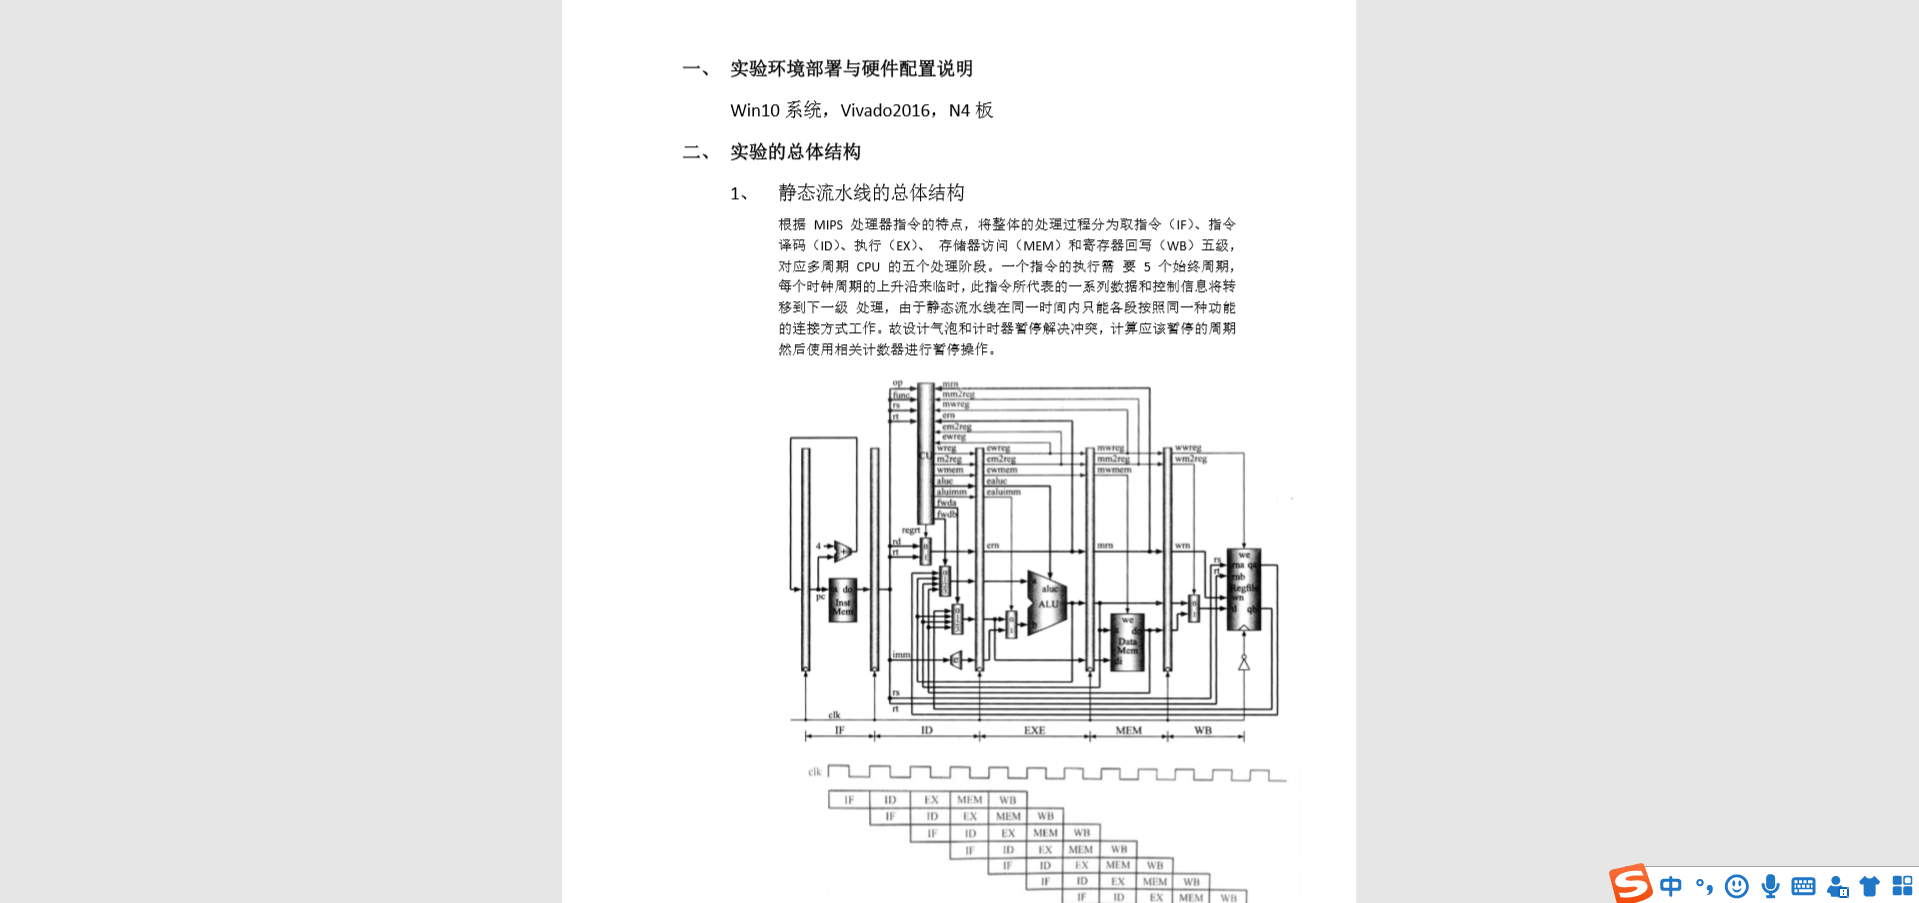 一、 实验环境部署与硬件配置说明
Win10 系统，Vivado2016，N4 板
二、 实验的总体结构
1、 静态流水线的总体结构
根据 MIPS 处理器指令的特点，将整体的处理过程分为取指令（IF）、指令
译码（ID）、执行（EX）、 存储器访问（MEM）和寄存器回写（WB）五级，
对应多周期 CPU 的五个处理阶段。一个指令的执行需 要 5 个始终周期，
每个时钟周期的上升沿来临时，此指令所代表的一系列数据和控制信息将转
移到下一级 处理，由于静态流水线在同一时间内只能各段按照同一种功能
的连接方式工作。故设计气泡和计时器暂停解决冲突，计算应该暂停的周期
然后使用相关计数器进行暂停操作。
op mrn
func mm2reg
rs mwreg
rt ern
em2reg
ewreg
CU wreg ewreg mwreg wwreg
m2reg em2reg mm2reg wm2reg
wmem ewmem mwmem
aluc ealuc
aluimm ealuimm
fwda
fwdb
regrt
rd ern mrn wrn
rt
4 +
pc a do
Inst
Mem
0
1
aluc
ALU
a
b
we
a do
Data
Mem
di
rs
rt
we
rna qa
rnb
Regfile
wn
d qb
imm e
rs
rt
clk
IF ID EXE MEM WB
clk
IF ID EX MEM WB
IF ID EX MEM WB
IF ID EX MEM WB
IF ID EX MEM WB
IF ID EX MEM WB
IF ID EX MEM WB
IF ID EX MEM WB
S 中